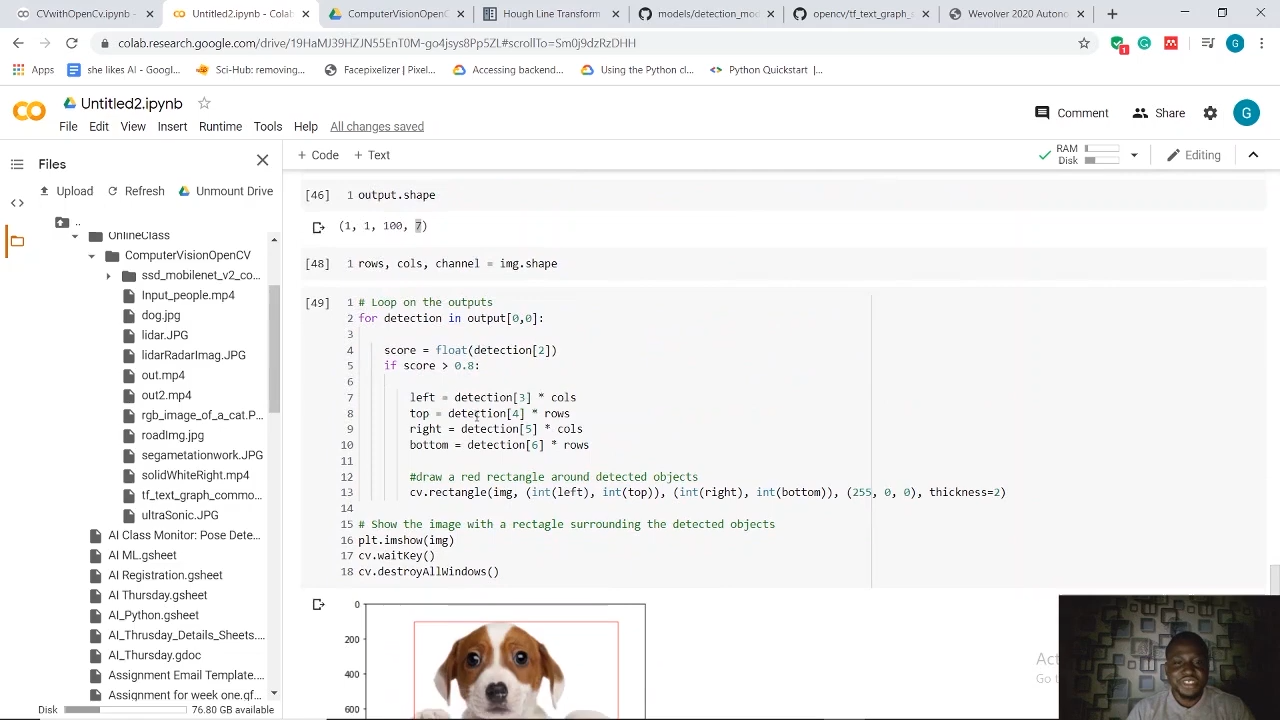 CVwithOpenCv.ipynb -
Untitled2.ipynb - Colab
ComputerVisionOpenC
Hough Line Transform
models/detection_mod
opencv/tf_text_graph_s
Wevolver 2020 Autono
colab.research.google.com/drive/19HaMJ39HZJN55EnT0M-go4jsys8Rp5ZL#scrollTo=Sm0j9dzRzDHH
1
G
Apps
she likes AI - Googl...
Sci-Hub: removing...
Facepixelizer | Pixel...
Accessing backend...
Using the Python cl...
Python Quickstart |...
Untitled2.ipynb
Comment
Share
G
File Edit View Insert Runtime Tools Help All changes saved
Files
+ Code + Text
RAM
Disk
Editing
Upload Refresh Unmount Drive
..
OnlineClass
ComputerVisionOpenCV
ssd_mobilenet_v2_co...
Input_people.mp4
dog.jpg
lidar.JPG
lidarRadarImag.JPG
out.mp4
out2.mp4
rgb_image_of_a_cat.P...
roadImg.jpg
segametationwork.JPG
solidWhiteRight.mp4
tf_text_graph_commo...
ultraSonic.JPG
AI Class Monitor: Pose Dete...
AI ML.gsheet
AI Registration.gsheet
AI Thursday.gsheet
AI_Python.gsheet
AI_Thrusday_Details_Sheets....
AI_Thursday.gdoc
Assignment Email Template....
Assignment for week one.gf...
Disk 76.80 GB available
[46] 1 output.shape
(1, 1, 100, 7)
[48] 1 rows, cols, channel = img.shape
[49] 1 # Loop on the outputs
2 for detection in output[0,0]:
3
4 score = float(detection[2])
5 if score > 0.8:
6
7 left = detection[3] * cols
8 top = detection[4] * rows
9 right = detection[5] * cols
10 bottom = detection[6] * rows
11
12 #draw a red rectangle around detected objects
13 cv.rectangle(img, (int(left), int(top)), (int(right), int(bottom)), (255, 0, 0), thickness=2)
14
15 # Show the image with a rectagle surrounding the detected objects
16 plt.imshow(img)
17 cv.waitKey()
18 cv.destroyAllWindows()
0
200
400
600